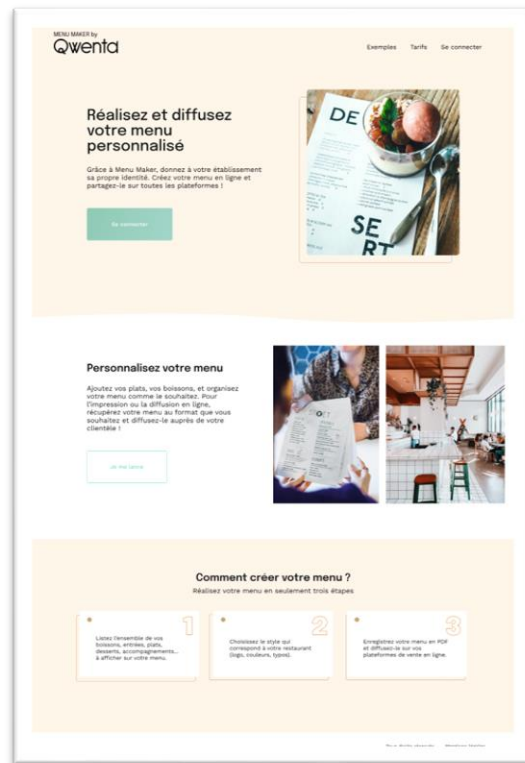 MENU MAKER by
Qwenta
Exemples Tarifs Se connecter
Réalisez et diffusez
votre menu
personnalisé
Grâce à Menu Maker, donnez à votre établissement
sa propre identité. Créez votre menu en ligne et
partagez-le sur toutes les plateformes !
Se connecter
DE
SE
RT
Personnalisez votre menu
Ajoutez vos plats, vos boissons, et organisez
votre menu comme le souhaitez. Pour
l'impression ou la diffusion en ligne,
récupérez votre menu au format que vous
souhaitez et diffusez-le auprès de votre
clientèle !
Je me lance
Comment créer votre menu ?
Réalisez votre menu en seulement trois étapes
1
Listez l'ensemble de vos
boissons, entrées, plats,
desserts, accompagnements...
à afficher sur votre menu.
2
Choisissez le style qui
correspond à votre restaurant
(logo, couleurs, typos).
3
Enregistrez votre menu en PDF
et diffusez-le sur vos
plateformes de vente en ligne.